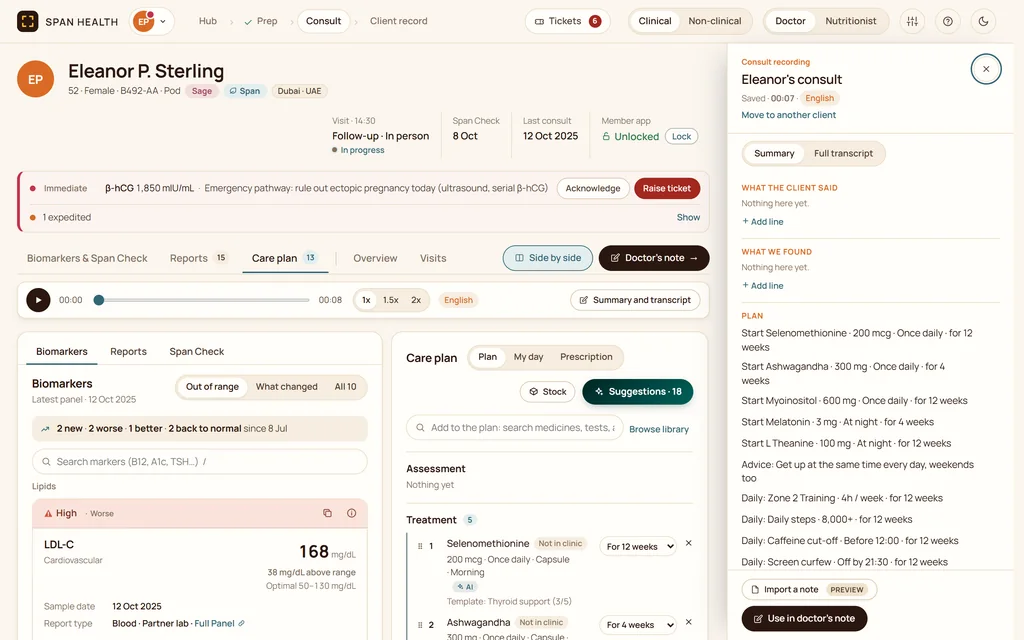 SPAN HEALTH
EP
Hub
Prep
Consult
Client record
Tickets 6
Clinical
Non-clinical
Doctor
Nutritionist
EP
Eleanor P. Sterling
52 · Female · B492-AA · Pod Sage Span Dubai · UAE
Visit · 14:30
Follow-up · In person
In progress
Span Check
8 Oct
Last consult
12 Oct 2025
Member app
Unlocked Lock
Immediate β-hCG 1,850 mIU/mL · Emergency pathway: rule out ectopic pregnancy today (ultrasound, serial β-hCG) Acknowledge Raise ticket
1 expedited Show
Biomarkers & Span Check
Reports 15
Care plan 13
Overview
Visits
Side by side
Doctor's note →
00:00
00:08
1x 1.5x 2x
English
Summary and transcript
Biomarkers Reports Span Check
Biomarkers
Latest panel · 12 Oct 2025
Out of range What changed All 10
2 new · 2 worse · 1 better · 2 back to normal since 8 Jul
Search markers (B12, A1c, TSH…) /
Lipids
High · Worse
LDL-C
Cardiovascular
168 mg/dL
38 mg/dL above range
Optimal 50–130 mg/dL
Sample date 12 Oct 2025
Report type Blood · Partner lab · Full Panel
Care plan
Plan My day Prescription
Stock
Suggestions · 18
Add to the plan: search medicines, tests,
Browse library
Assessment
Nothing yet
Treatment 5
1 Selenomethionine Not in clinic
For 12 weeks
200 mcg · Once daily · Capsule
· Morning
AI
Template: Thyroid support (3/5)
2 Ashwagandha Not in clinic
For 4 weeks
300 mg · Once daily · Capsule ·
Consult recording
Eleanor's consult
Saved · 00:07 · English
Move to another client
Summary Full transcript
WHAT THE CLIENT SAID
Nothing here yet.
+ Add line
WHAT WE FOUND
Nothing here yet.
+ Add line
PLAN
Start Selenomethionine · 200 mcg · Once daily · for 12
weeks
Start Ashwagandha · 300 mg · Once daily · for 4
weeks
Start Myoinositol · 600 mg · Once daily · for 12 weeks
Start Melatonin · 3 mg · At night · for 4 weeks
Start L Theanine · 100 mg · At night · for 12 weeks
Advice: Get up at the same time every day, weekends
too
Daily: Zone 2 Training · 4h / week · for 12 weeks
Daily: Daily steps · 8,000+ · for 12 weeks
Daily: Caffeine cut-off · Before 12:00 · for 12 weeks
Daily: Screen curfew · Off by 21:30 · for 12 weeks
Import a note PREVIEW
Use in doctor's note